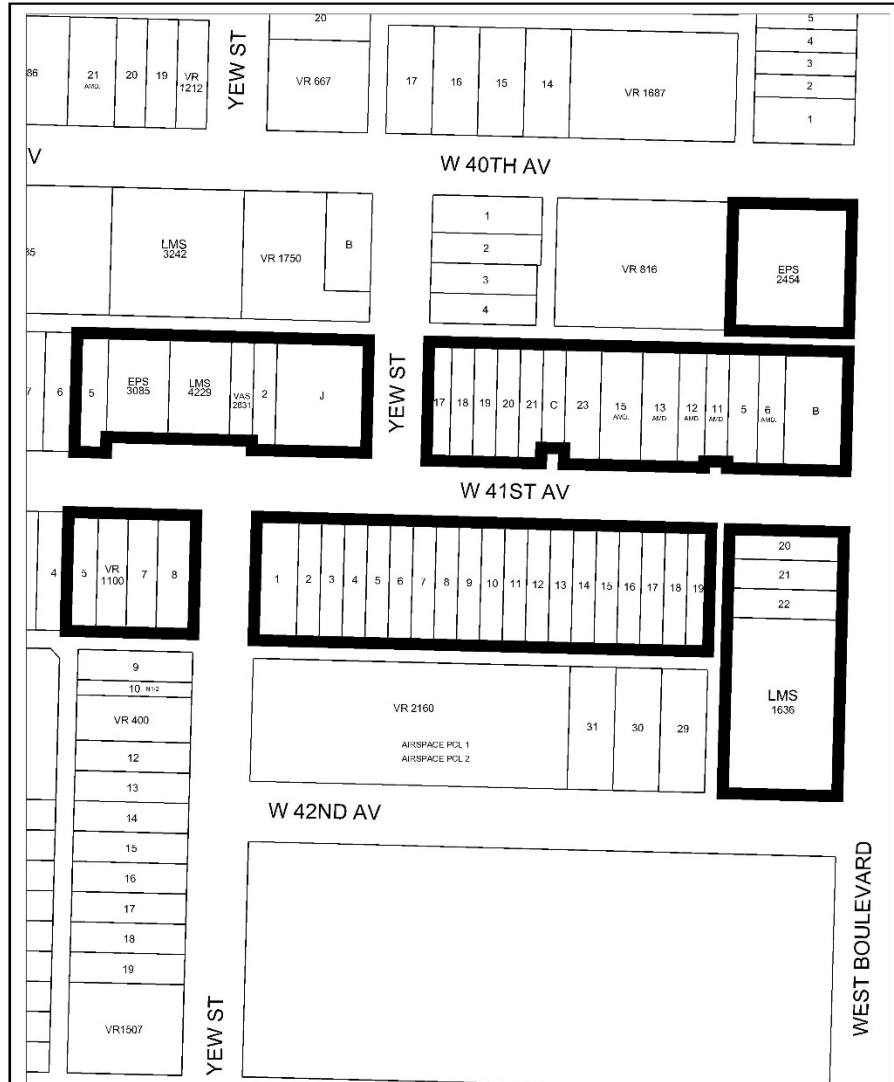 20
5
4
3
2
1
86
21
AMD.
20
19
VR
1212
YEW ST
VR 667
17
16
15
14
VR 1687
V
W 40TH AV
LMS
3242
VR 1750
B
1
2
3
4
VR 816
EPS
2454
6
5
EPS
3085
LMS
4229
VAS
2831
2
J
YEW ST
17
18
19
20
21
C
23
15
AMD.
13
AMD.
12
AMD.
11
AMD.
5
6
AMD.
B
W 41ST AV
4
5
VR
1100
7
8
1
2
3
4
5
6
7
8
9
10
11
12
13
14
15
16
17
18
19
20
21
22
LMS
1636
9
10 N1/2
VR 400
12
13
14
15
16
17
18
19
VR1507
VR 2160
AIRSPACE PCL 1
AIRSPACE PCL 2
31
30
29
W 42ND AV
YEW ST
WEST BOULEVARD